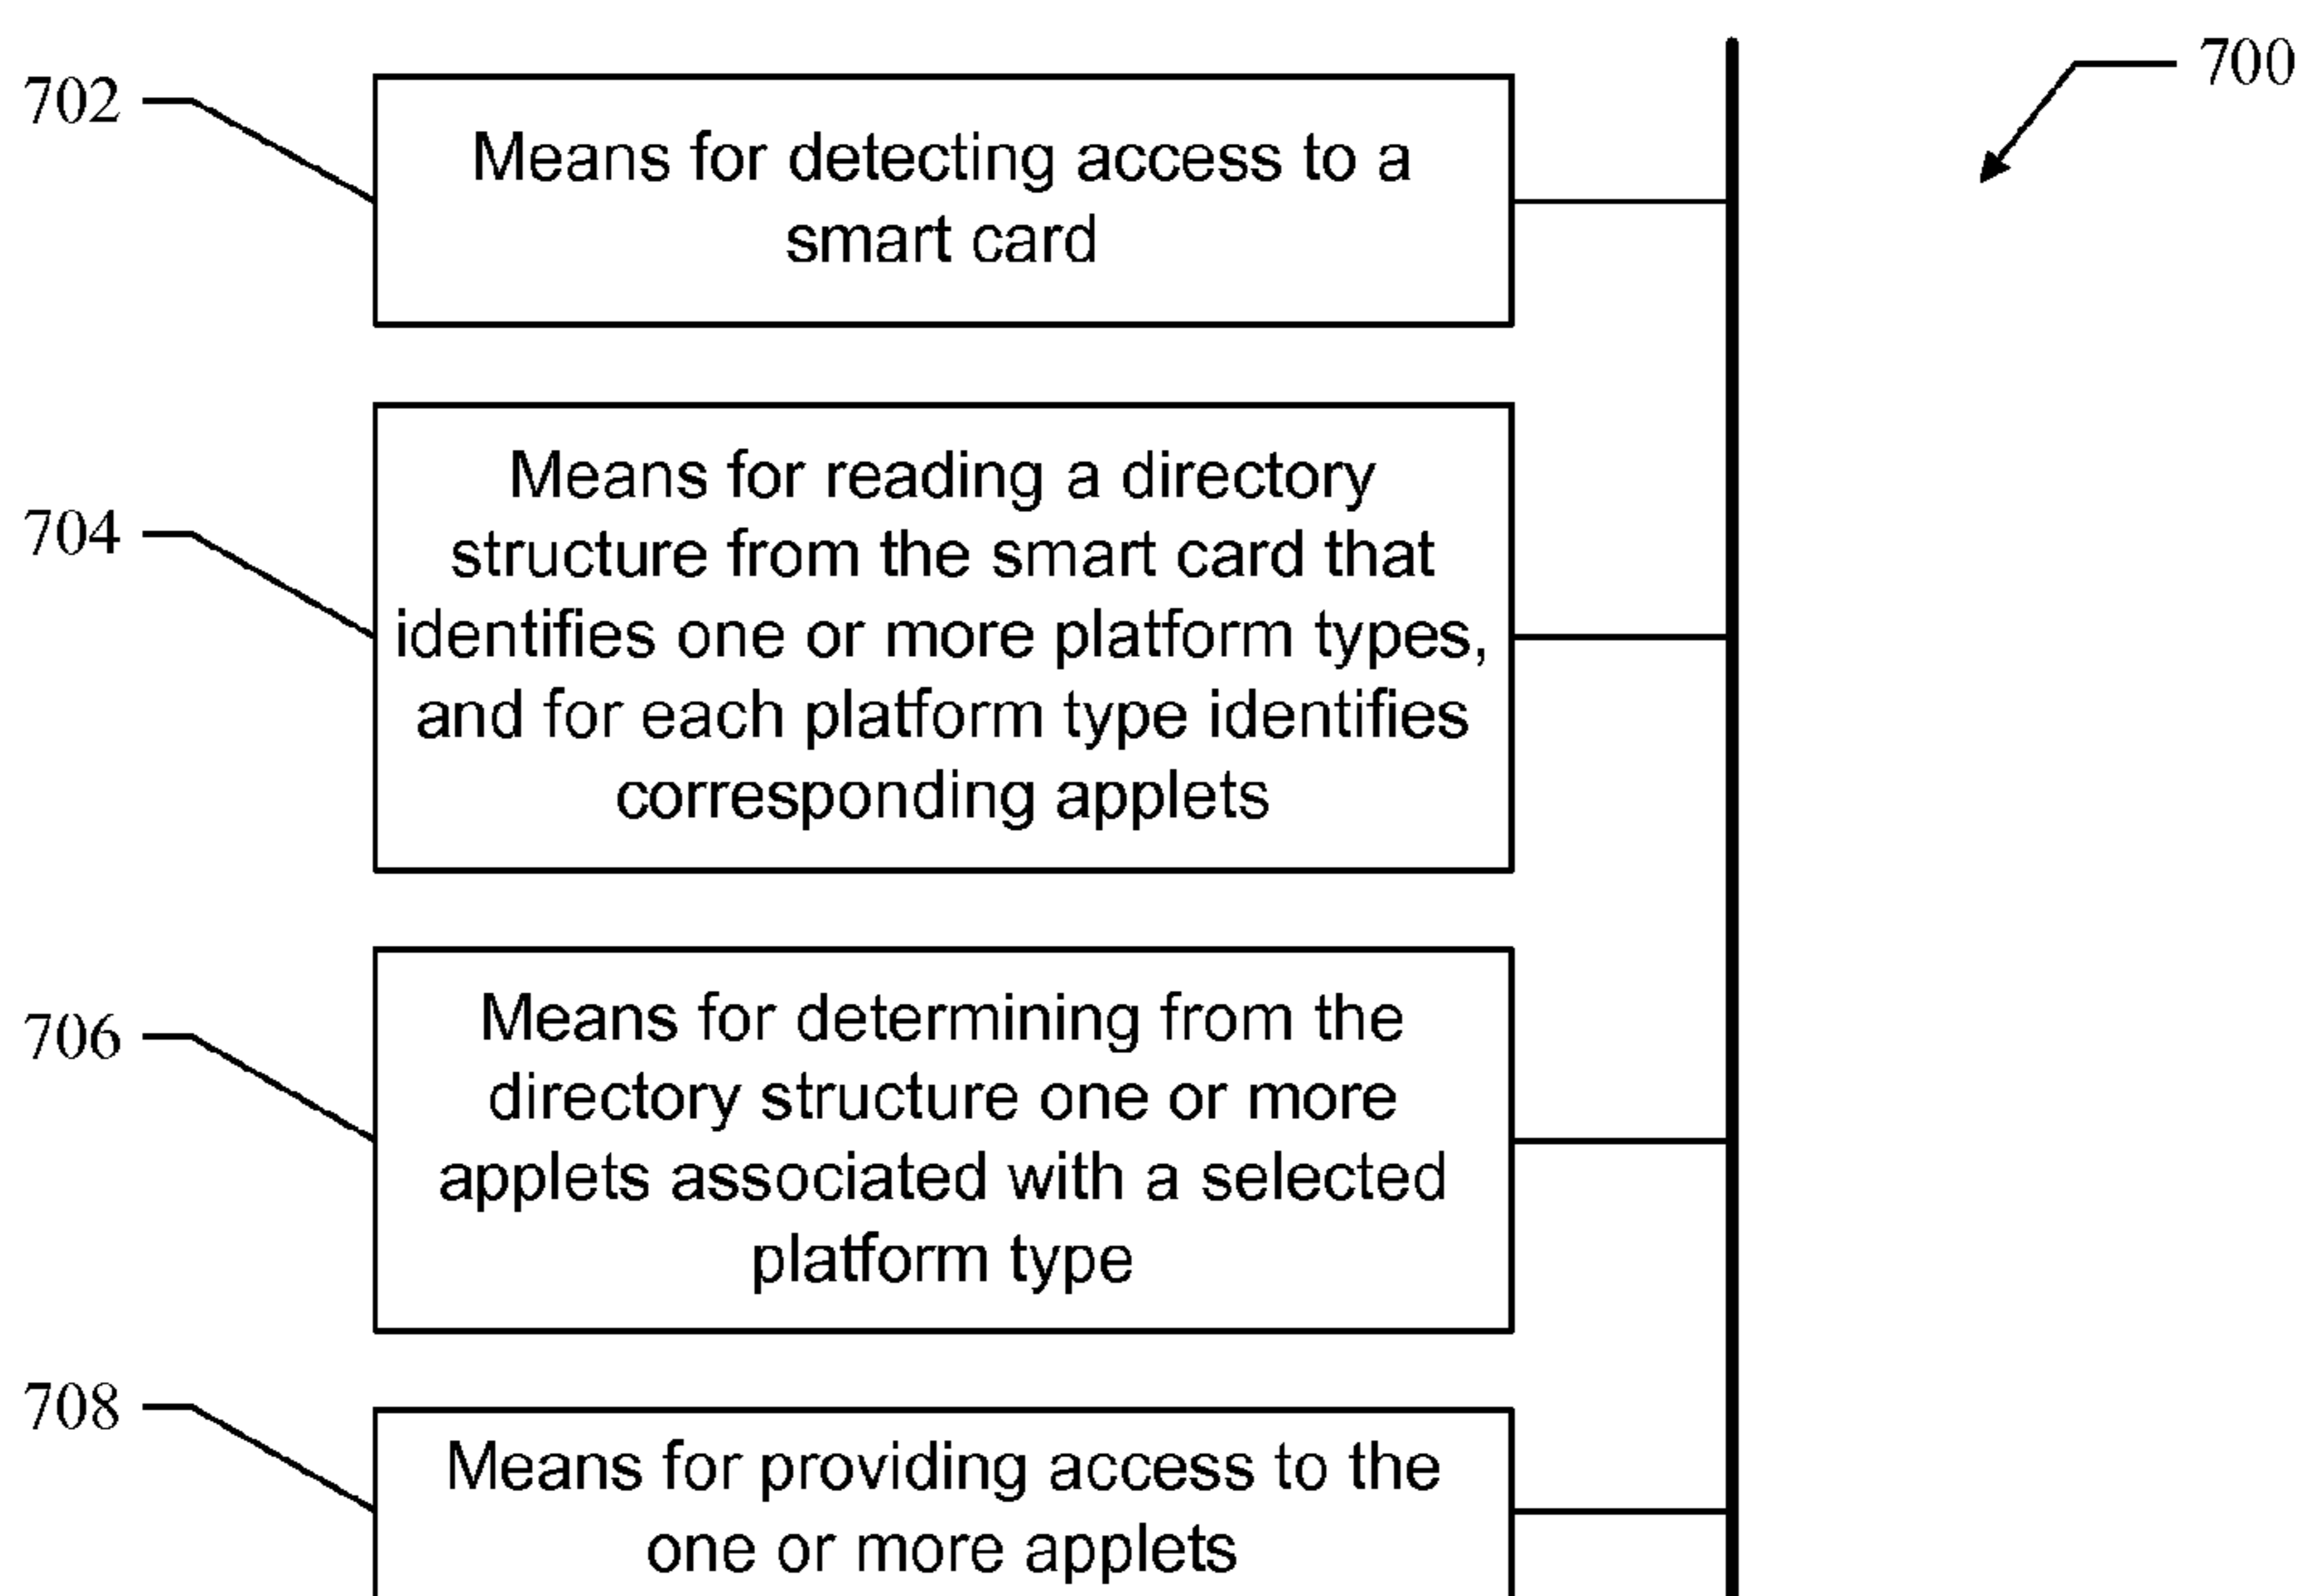 700
702
Means for detecting access to a
smart card
704
Means for reading a directory
structure from the smart card that
identifies one or more platform types,
and for each platform type identifies
corresponding applets
706
Means for determining from the
directory structure one or more
applets associated with a selected
platform type
708
Means for providing access to the
one or more applets